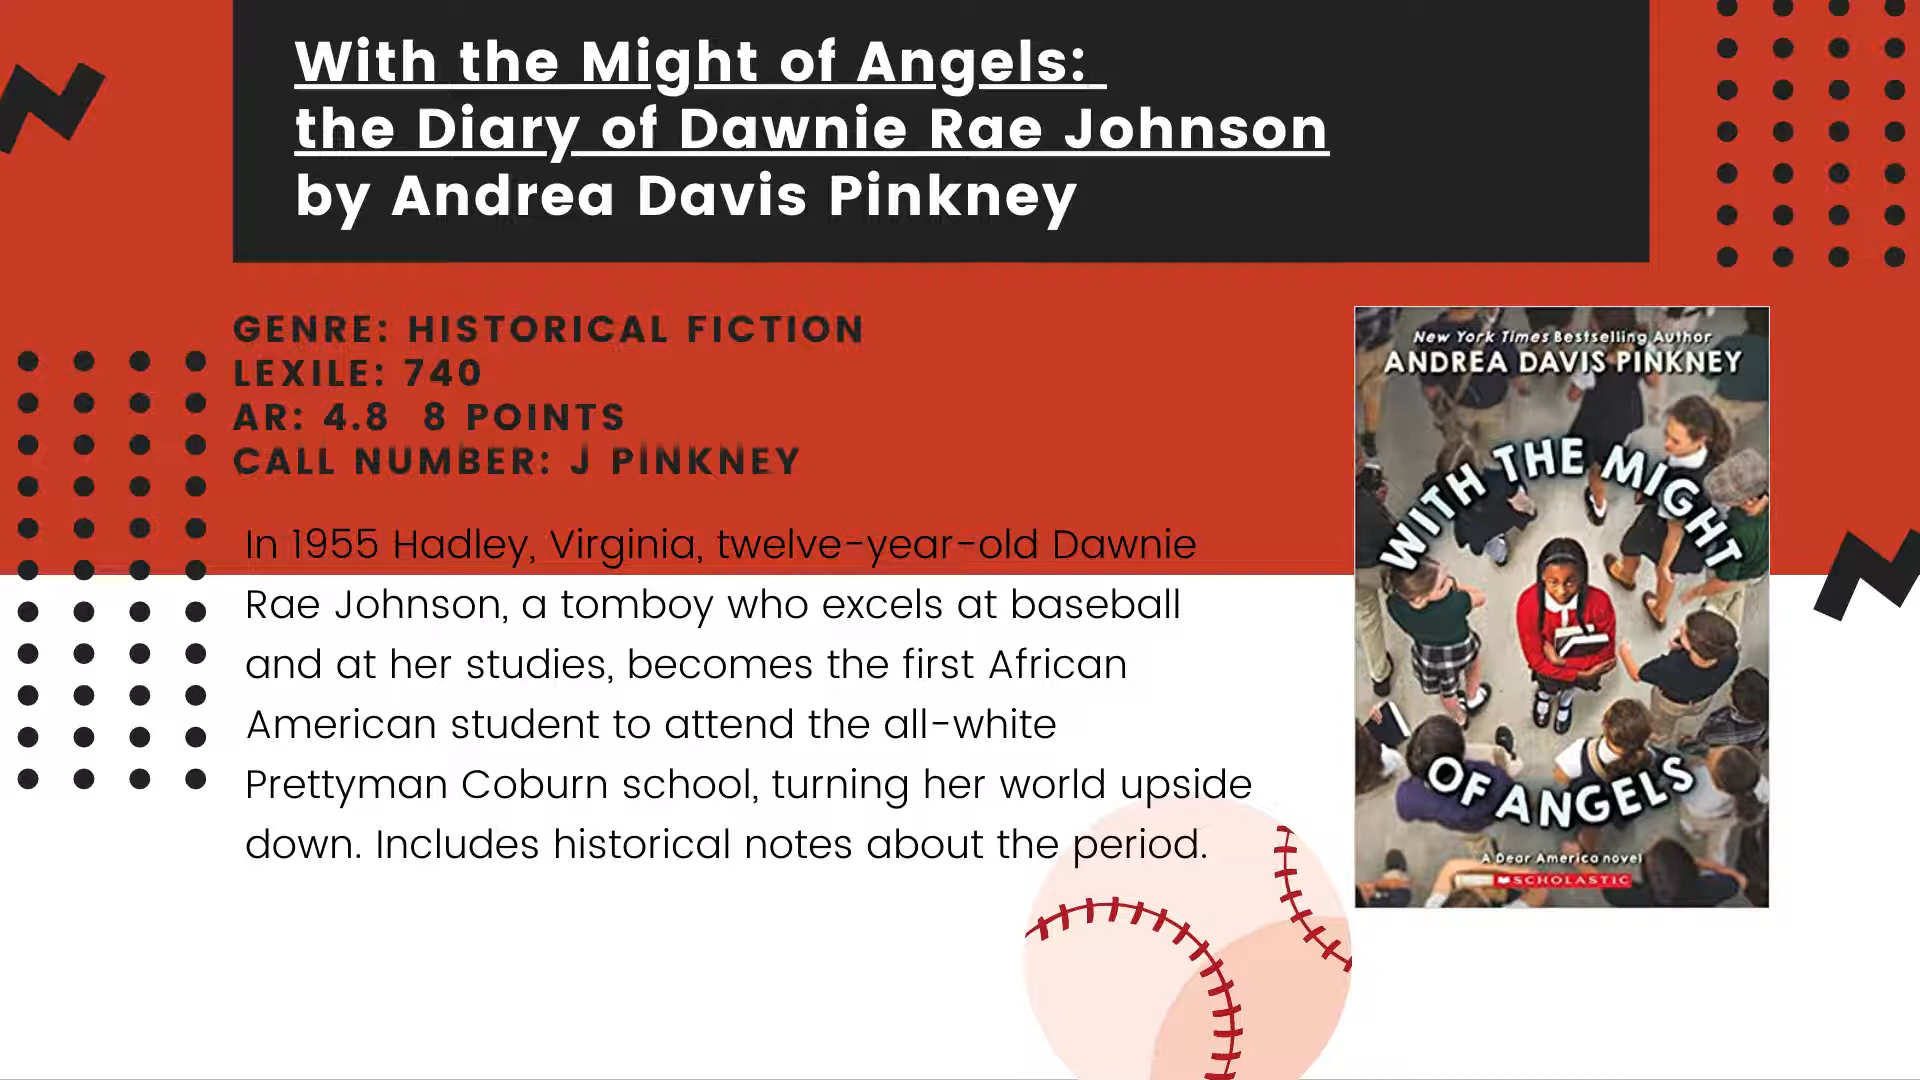 With the Might of Angels:
the Diary of Dawnie Rae Johnson
by Andrea Davis Pinkney
GENRE: HISTORICAL FICTION
LEXILE: 740
AR: 4.8 8 POINTS
CALL NUMBER: J PINKNEY
In 1955 Hadley, Virginia, twelve-year-old Dawnie
Rae Johnson, a tomboy who excels at baseball
and at her studies, becomes the first African
American student to attend the all-white
Prettyman Coburn school, turning her world upside
down. Includes historical notes about the period.
New York Times Bestselling Author
ANDREA DAVIS PINKNEY
WITH THE MIGHT
OF ANGELS
A Dear America novel
SCHOLASTIC